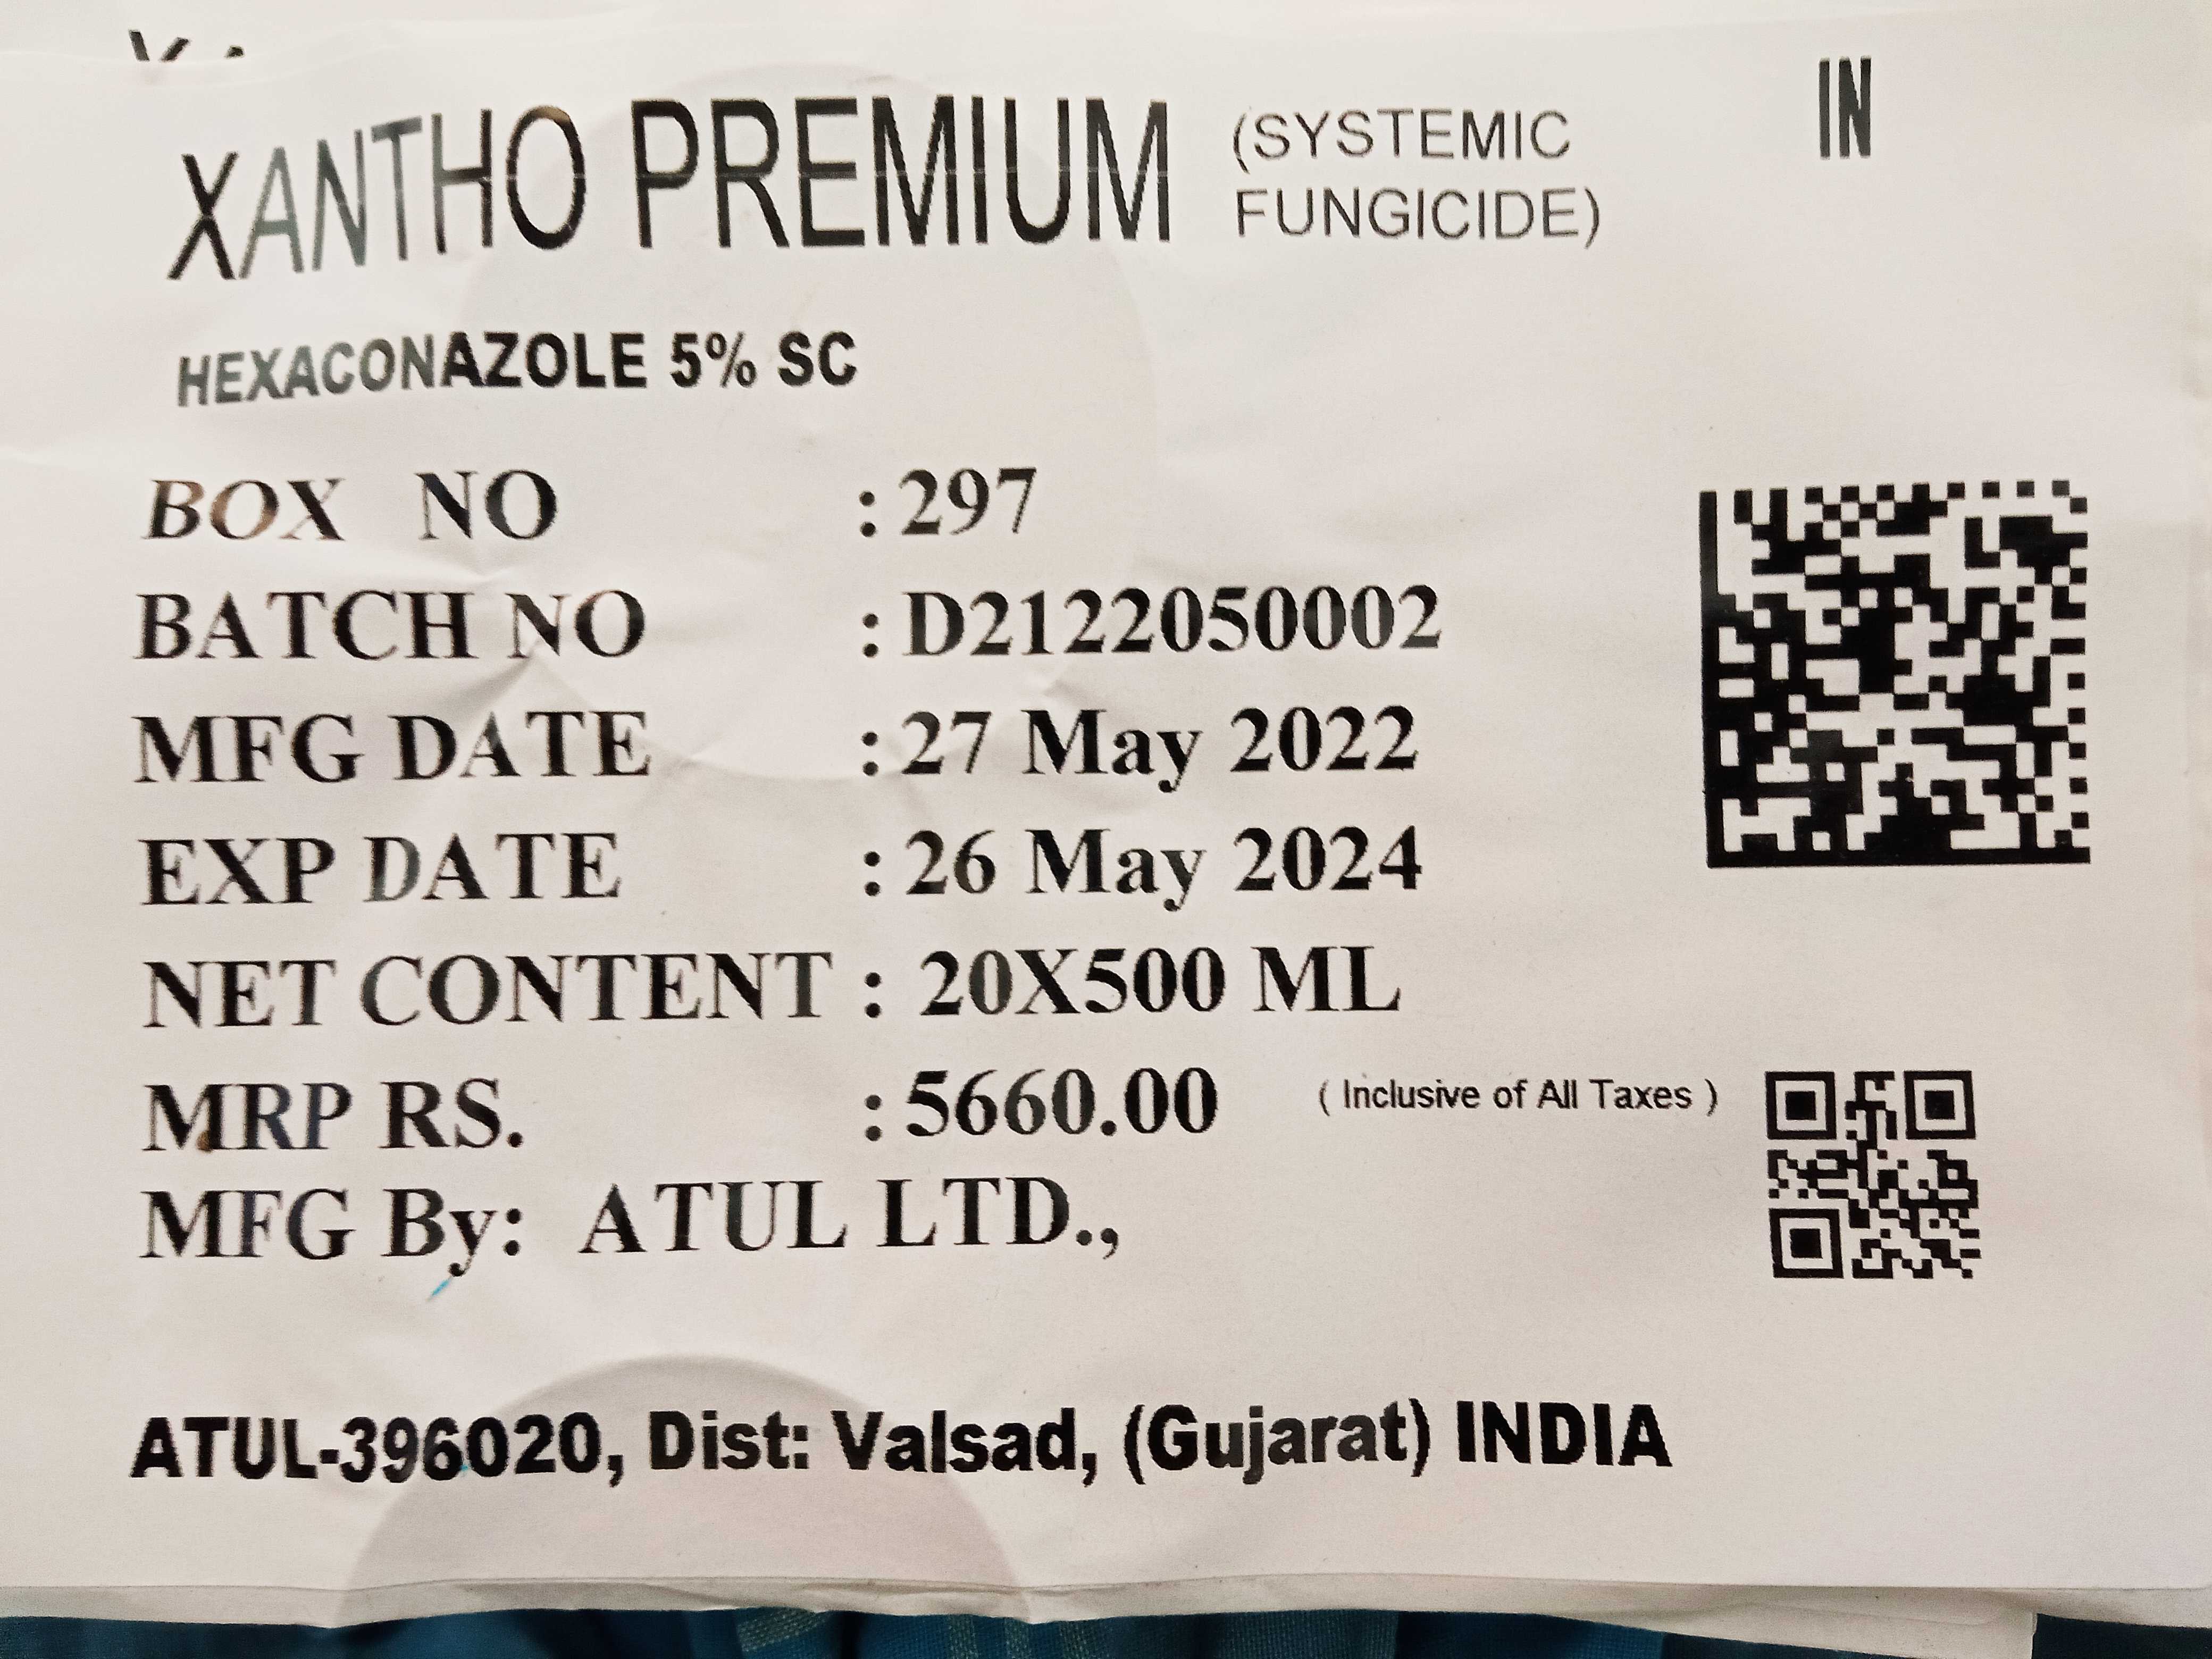 XANTHO PREMIUM (SYSTEMIC FUNGICIDE) IN
HEXACONAZOLE 5% SC
BOX NO : 297
BATCH NO : D2122050002
MFG DATE : 27 May 2022
EXP DATE : 26 May 2024
NET CONTENT : 20X500 ML
MRP RS. : 5660.00 ( Inclusive of All Taxes )
MFG By: ATUL LTD.,
ATUL-396020, Dist: Valsad, (Gujarat) INDIA